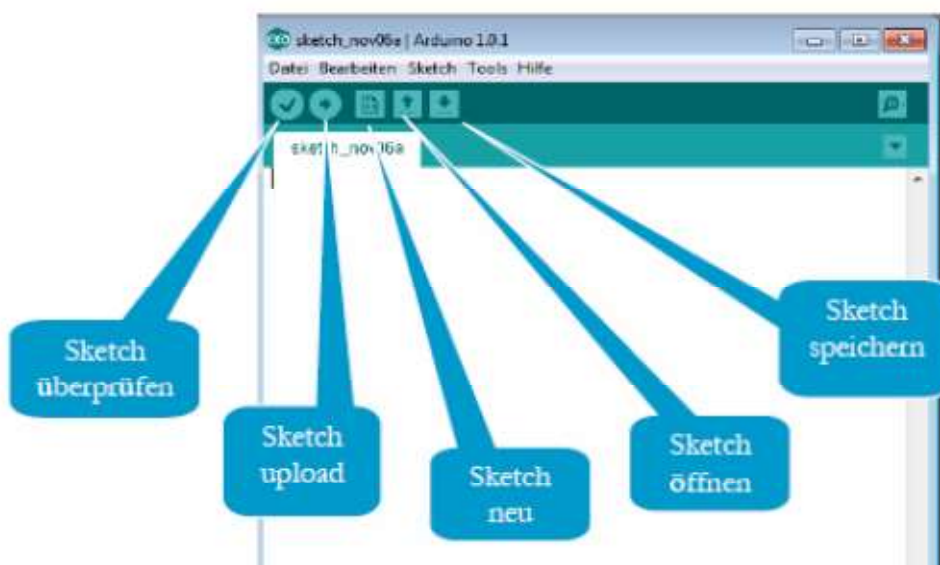 sketch_nov06a | Arduino 1.0.1
Datei Bearbeiten Sketch Tools Hilfe
sketch_nov06a
Sketch
überprüfen
Sketch
upload
Sketch
neu
Sketch
öffnen
Sketch
speichern